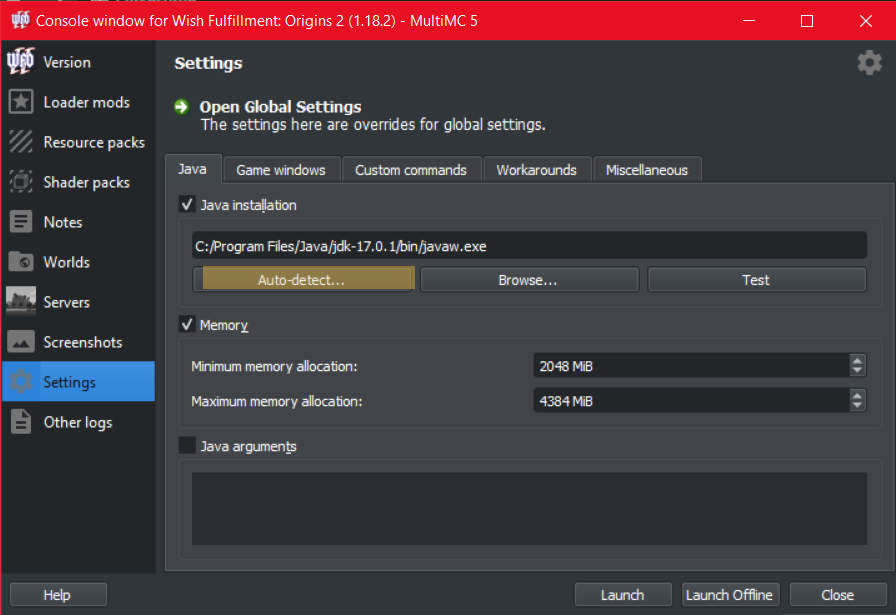 Console window for Wish Fulfillment: Origins 2 (1.18.2) - MultiMC 5
Version
Loader mods
Resource packs
Shader packs
Notes
Worlds
Servers
Screenshots
Settings
Other logs
Settings
Open Global Settings
The settings here are overrides for global settings.
Java Game windows Custom commands Workarounds Miscellaneous
Java installation
C:/Program Files/Java/jdk-17.0.1/bin/javaw.exe
Auto-detect... Browse... Test
Memory
Minimum memory allocation: 2048 MiB
Maximum memory allocation: 4384 MiB
Java arguments
Help Launch Launch Offline Close